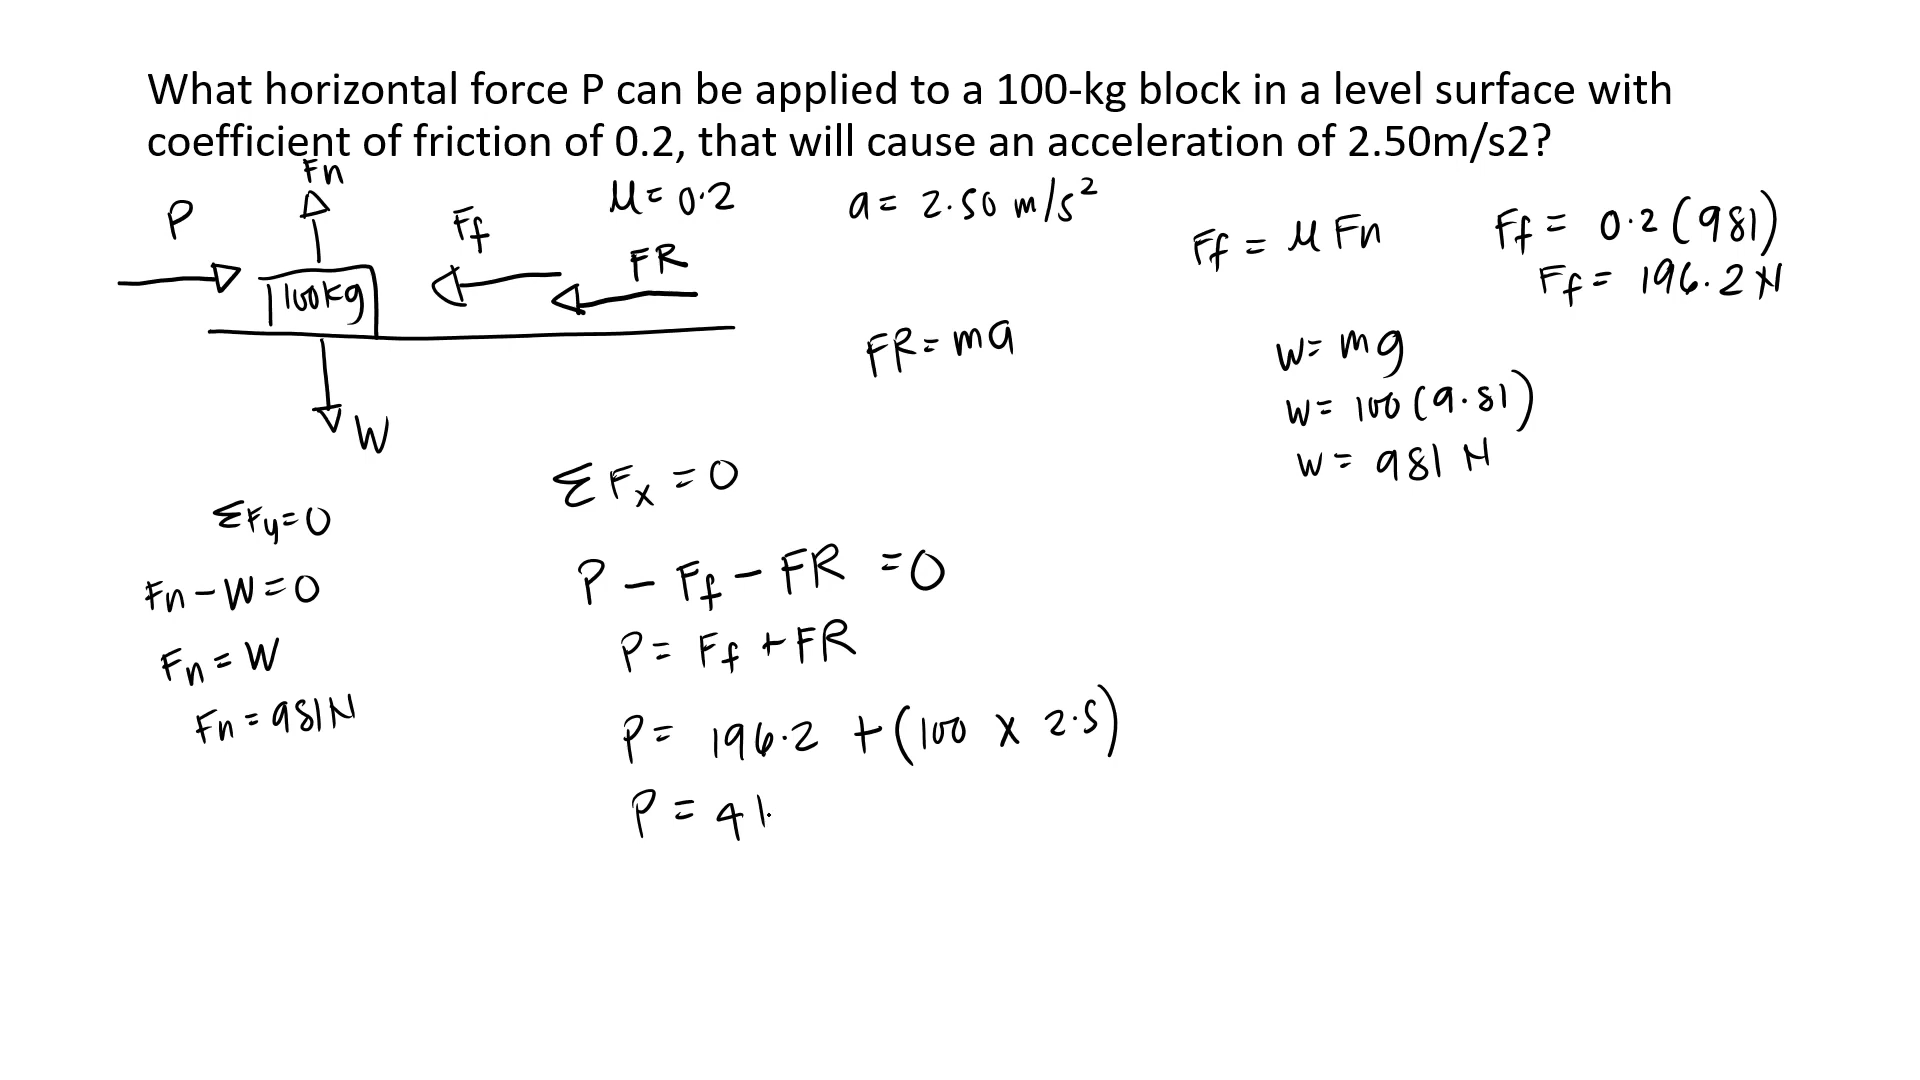 What horizontal force P can be applied to a 100-kg block in a level surface with
coefficient of friction of 0.2, that will cause an acceleration of 2.50m/s2?
Fn
P
Ff
FR
100kg
W
μ = 0.2
a = 2.50 m/s²
FR = ma
Ff = μ Fn
Ff = 0.2 (981)
Ff = 196.2 N
W = mg
W = 100 (9.81)
W = 981 N
ΣFy = 0
Fn - W = 0
Fn = W
Fn = 981N
ΣFx = 0
P - Ff - FR = 0
P = Ff + FR
P = 196.2 + (100 x 2.5)
P = 4